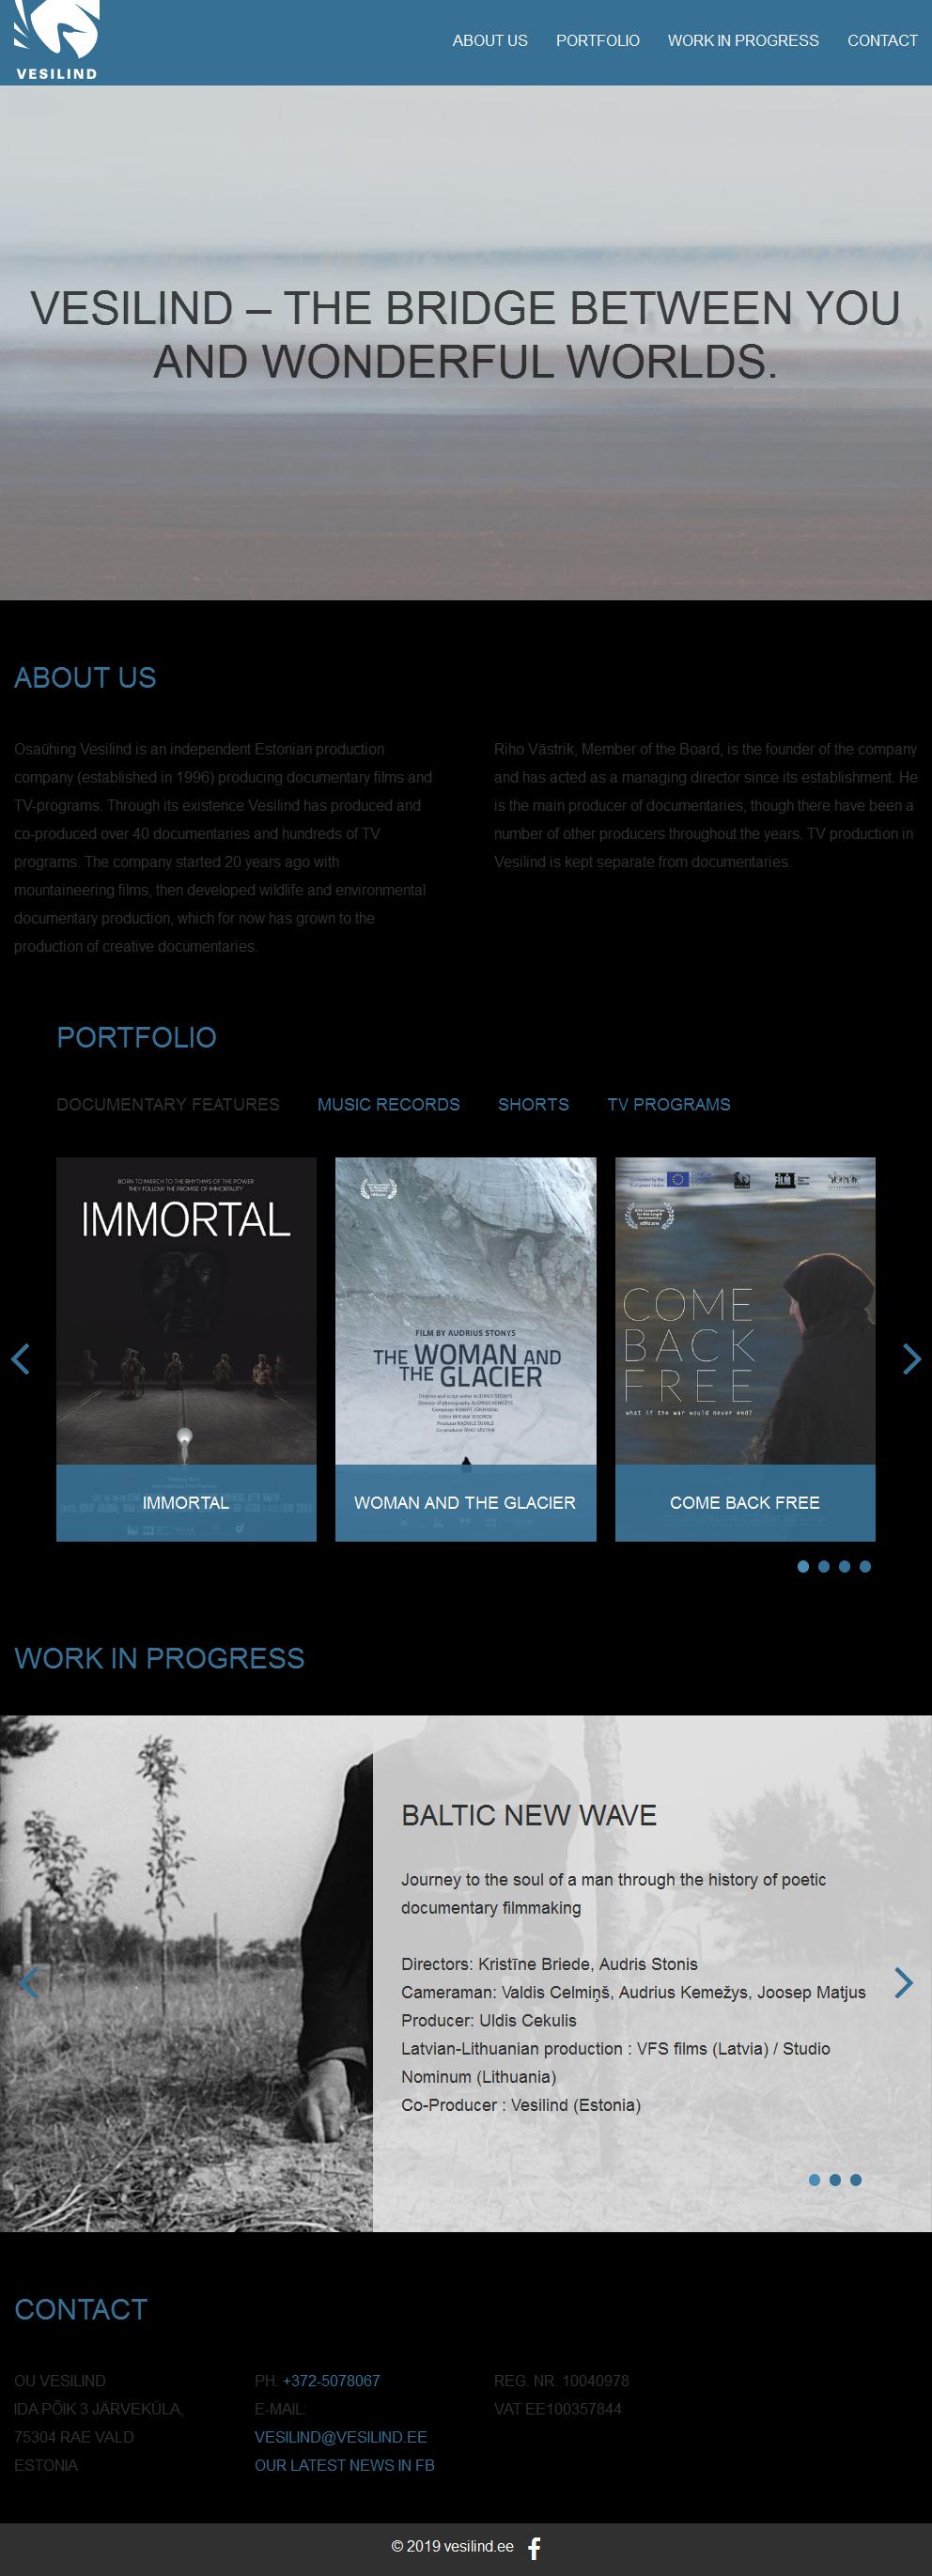 VESILIND
ABOUT US PORTFOLIO WORK IN PROGRESS CONTACT
VESILIND – THE BRIDGE BETWEEN YOU
AND WONDERFUL WORLDS.
ABOUT US
Osaühing Vesilind is an independent Estonian production
company (established in 1996) producing documentary films and
TV-programs. Through its existence Vesilind has produced and
co-produced over 40 documentaries and hundreds of TV
programs. The company started 20 years ago with
mountaineering films, then developed wildlife and environmental
documentary production, which for now has grown to the
production of creative documentaries.
Riho Västrik, Member of the Board, is the founder of the company
and has acted as a managing director since its establishment. He
is the main producer of documentaries, though there have been a
number of other producers throughout the years. TV production in
Vesilind is kept separate from documentaries.
PORTFOLIO
DOCUMENTARY FEATURES MUSIC RECORDS SHORTS TV PROGRAMS
BORN TO MARCH TO THE RHYTHMS OF THE POWER
THEY FOLLOW THE PROMISE OF IMMORTALITY
IMMORTAL
IMMORTAL
FILM BY AUDRIUS STONYS
THE WOMAN AND
THE GLACIER
Director and script writer AUDRIUS STONYS
Director of photography AUDRIUS KEMEŽYS
WOMAN AND THE GLACIER
COME
BACK
FREE
what if the war would never end?
COME BACK FREE
WORK IN PROGRESS
BALTIC NEW WAVE
Journey to the soul of a man through the history of poetic
documentary filmmaking
Directors: Kristīne Briede, Audris Stonis
Cameraman: Valdis Celmiņš, Audrius Kemežys, Joosep Matjus
Producer: Uldis Cekulis
Latvian-Lithuanian production : VFS films (Latvia) / Studio
Nominum (Lithuania)
Co-Producer : Vesilind (Estonia)
CONTACT
OU VESILIND
IDA PÕIK 3 JÄRVEKÜLA,
75304 RAE VALD
ESTONIA
PH. +372-5078067
E-MAIL:
VESILIND@VESILIND.EE
OUR LATEST NEWS IN FB
REG. NR. 10040978
VAT EE100357844
© 2019 vesilind.ee